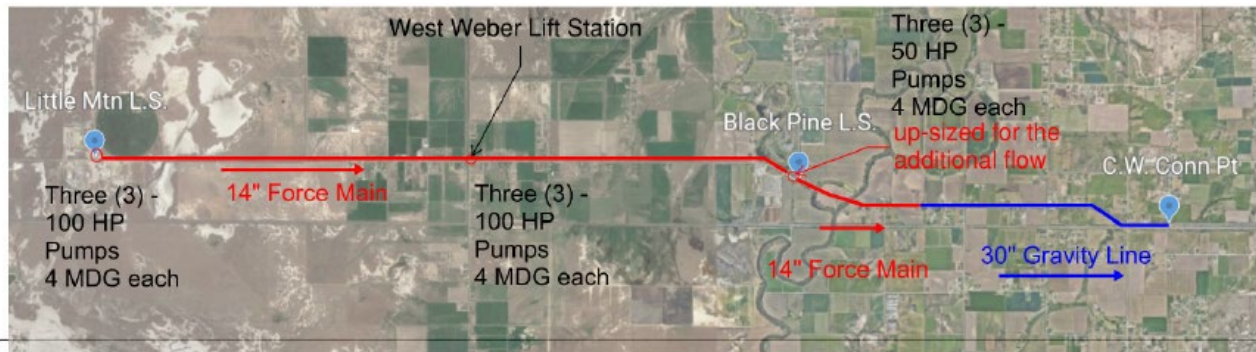 West Weber Lift Station
Three (3) -
50 HP
Pumps
4 MDG each
up-sized for the
additional flow
Little Mtn L.S.
Black Pine L.S.
C.W. Conn Pt
Three (3) -
100 HP
Pumps
4 MDG each
14" Force Main
Three (3) -
100 HP
Pumps
4 MDG each
14" Force Main
30" Gravity Line